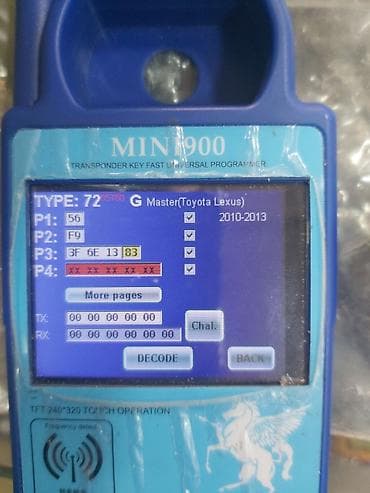 MINI900
TRANSPONDER KEY FAST UNIVERSAL PROGRAMMER
TYPE: 72 G Master(Toyota Lexus)
P1: 56 2010-2013
P2: F9
P3: 3F 6E 13 83
P4: XX XX XX XX XX
More pages
TX: 00 00 00 00 00
RX: 00 00 00 00 00 00
Chal.
DECODE BACK
TFT 240*320 TOUCH OPERATION
Frequency detect